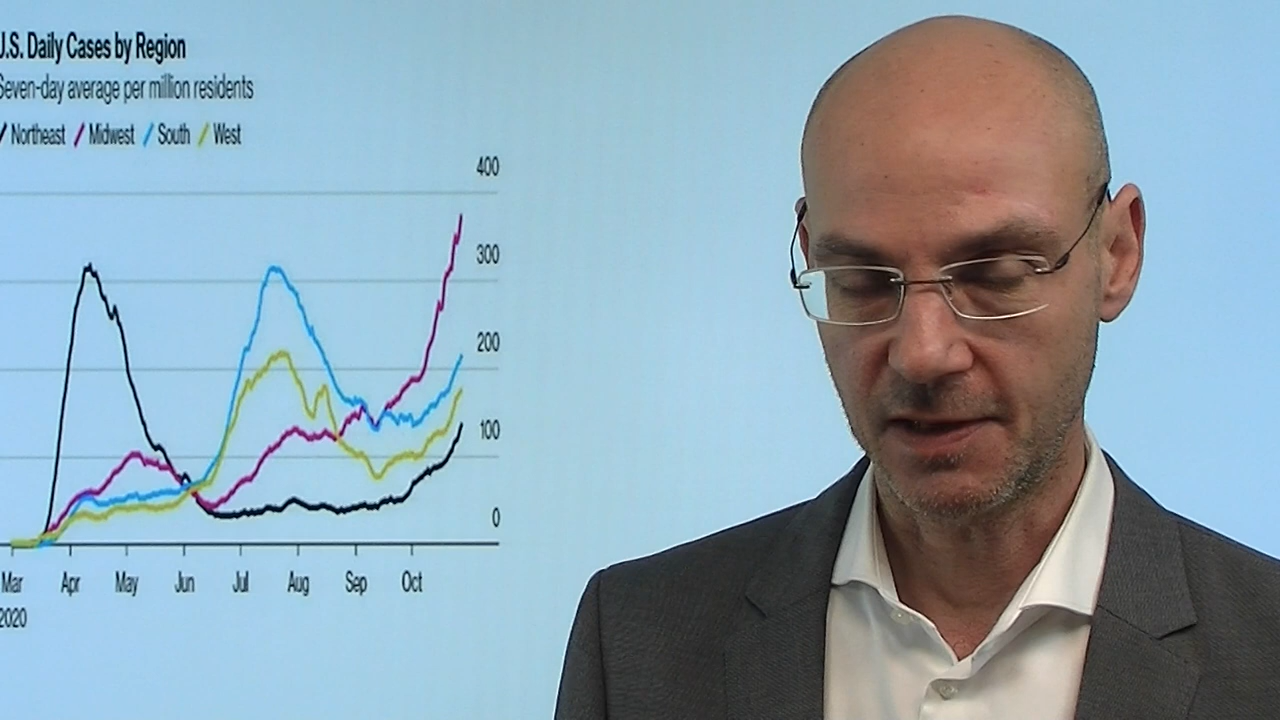 U.S. Daily Cases by Region
Seven-day average per million residents
Northeast Midwest South West
400
300
200
100
0
Mar Apr May Jun Jul Aug Sep Oct
2020